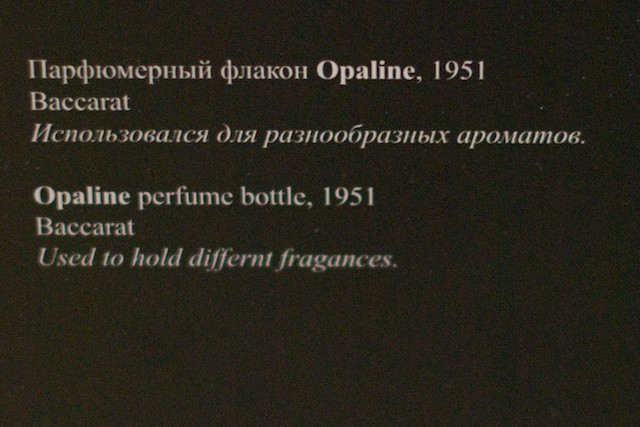 Парфюмерный флакон Opaline, 1951
Baccarat
Использовался для разнообразных ароматов.
Opaline perfume bottle, 1951
Baccarat
Used to hold differnt fragances.